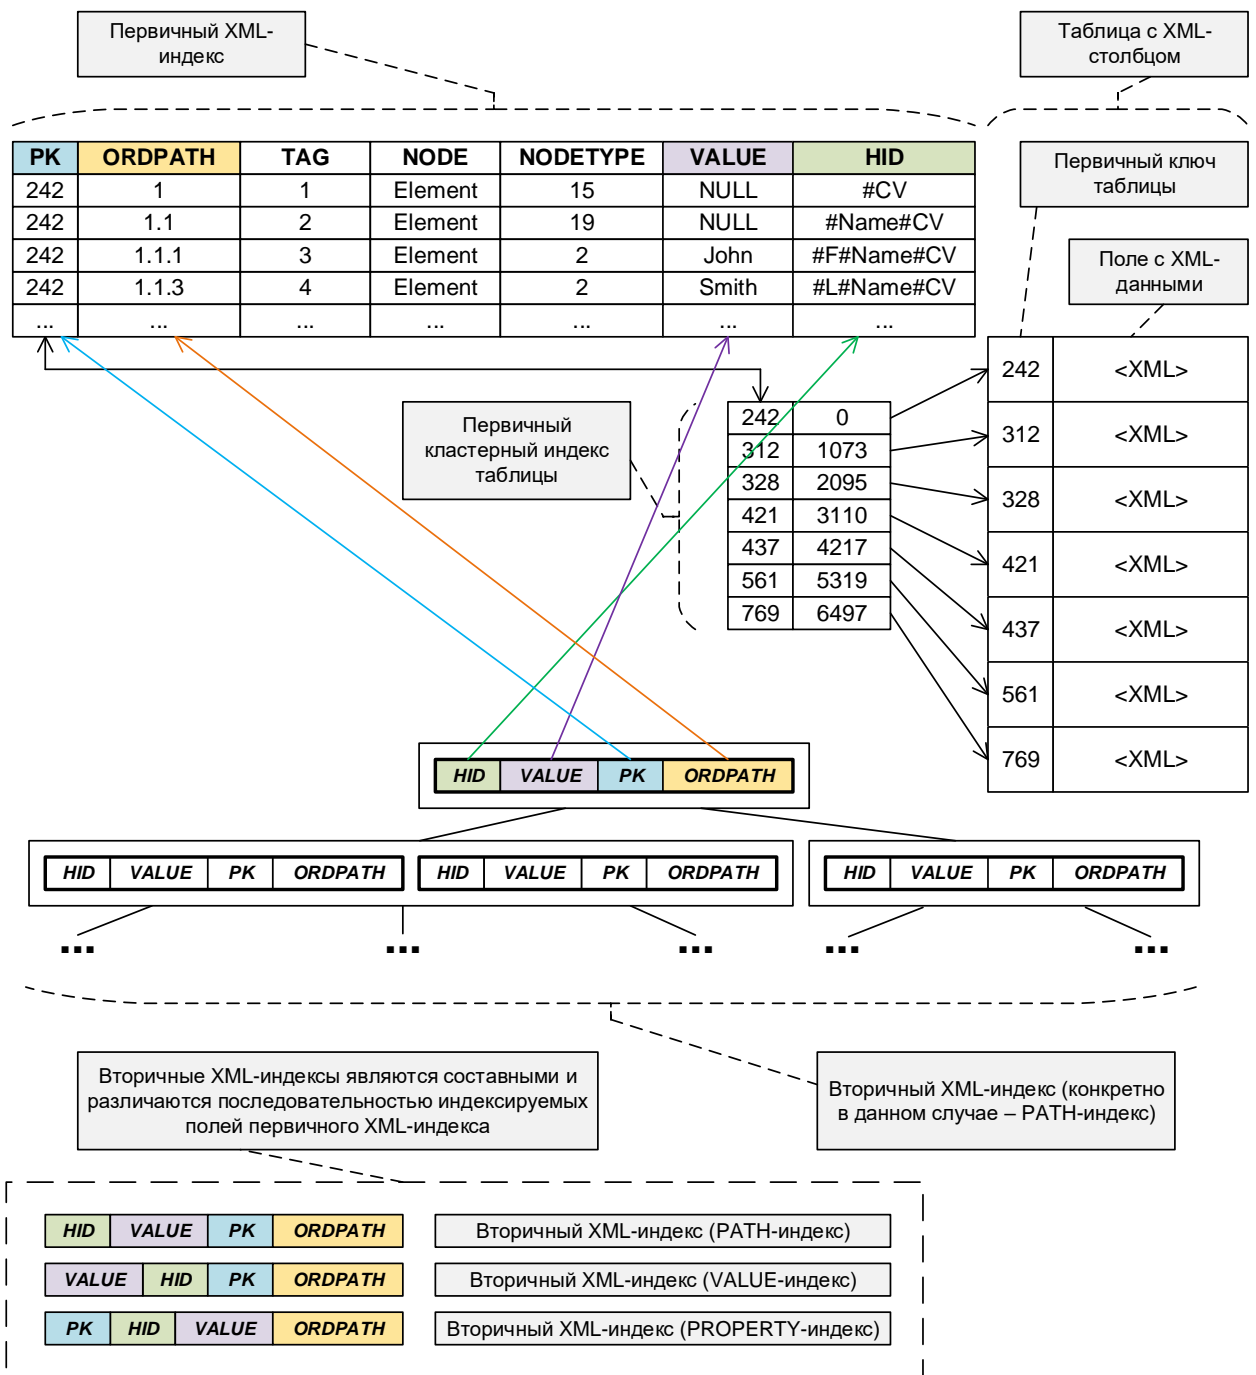 Первичный XML-
индекс
Таблица с XML-
столбцом
PK ORDPATH TAG NODE NODETYPE VALUE HID
242 1 1 Element 15 NULL #CV
242 1.1 2 Element 19 NULL #Name#CV
242 1.1.1 3 Element 2 John #F#Name#CV
242 1.1.3 4 Element 2 Smith #L#Name#CV
... ... ... ... ... ... ...
Первичный ключ
таблицы
Поле с XML-
данными
Первичный
кластерный индекс
таблицы
242 0
312 1073
328 2095
421 3110
437 4217
561 5319
769 6497
242 <XML>
312 <XML>
328 <XML>
421 <XML>
437 <XML>
561 <XML>
769 <XML>
HID VALUE PK ORDPATH
HID VALUE PK ORDPATH HID VALUE PK ORDPATH HID VALUE PK ORDPATH
... ... ... ... ...
Вторичные XML-индексы являются составными и
различаются последовательностью индексируемых
полей первичного XML-индекса
Вторичный XML-индекс (конкретно
в данном случае – PATH-индекс)
HID VALUE PK ORDPATH Вторичный XML-индекс (PATH-индекс)
VALUE HID PK ORDPATH Вторичный XML-индекс (VALUE-индекс)
PK HID VALUE ORDPATH Вторичный XML-индекс (PROPERTY-индекс)